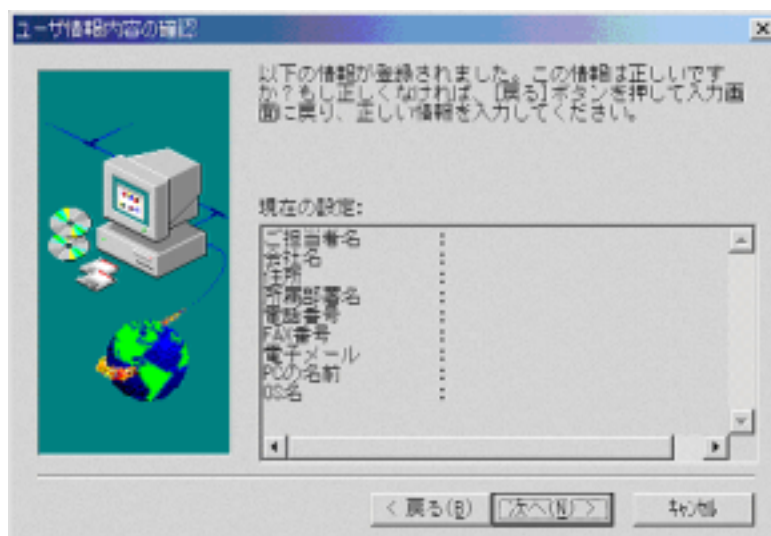 ユーザ情報内容の確認
以下の情報が登録されました。この情報は正しいです
か?もし正しくなければ、[戻る]ボタンを押して入力画
面に戻り、正しい情報を入力してください。
現在の設定:
ご担当者名 :
会社名 :
住所 :
所属部署名 :
電話番号 :
FAX番号 :
電子メール :
PCの名前 :
OS名 :
< 戻る(B)
次へ(N) >
キャンセル